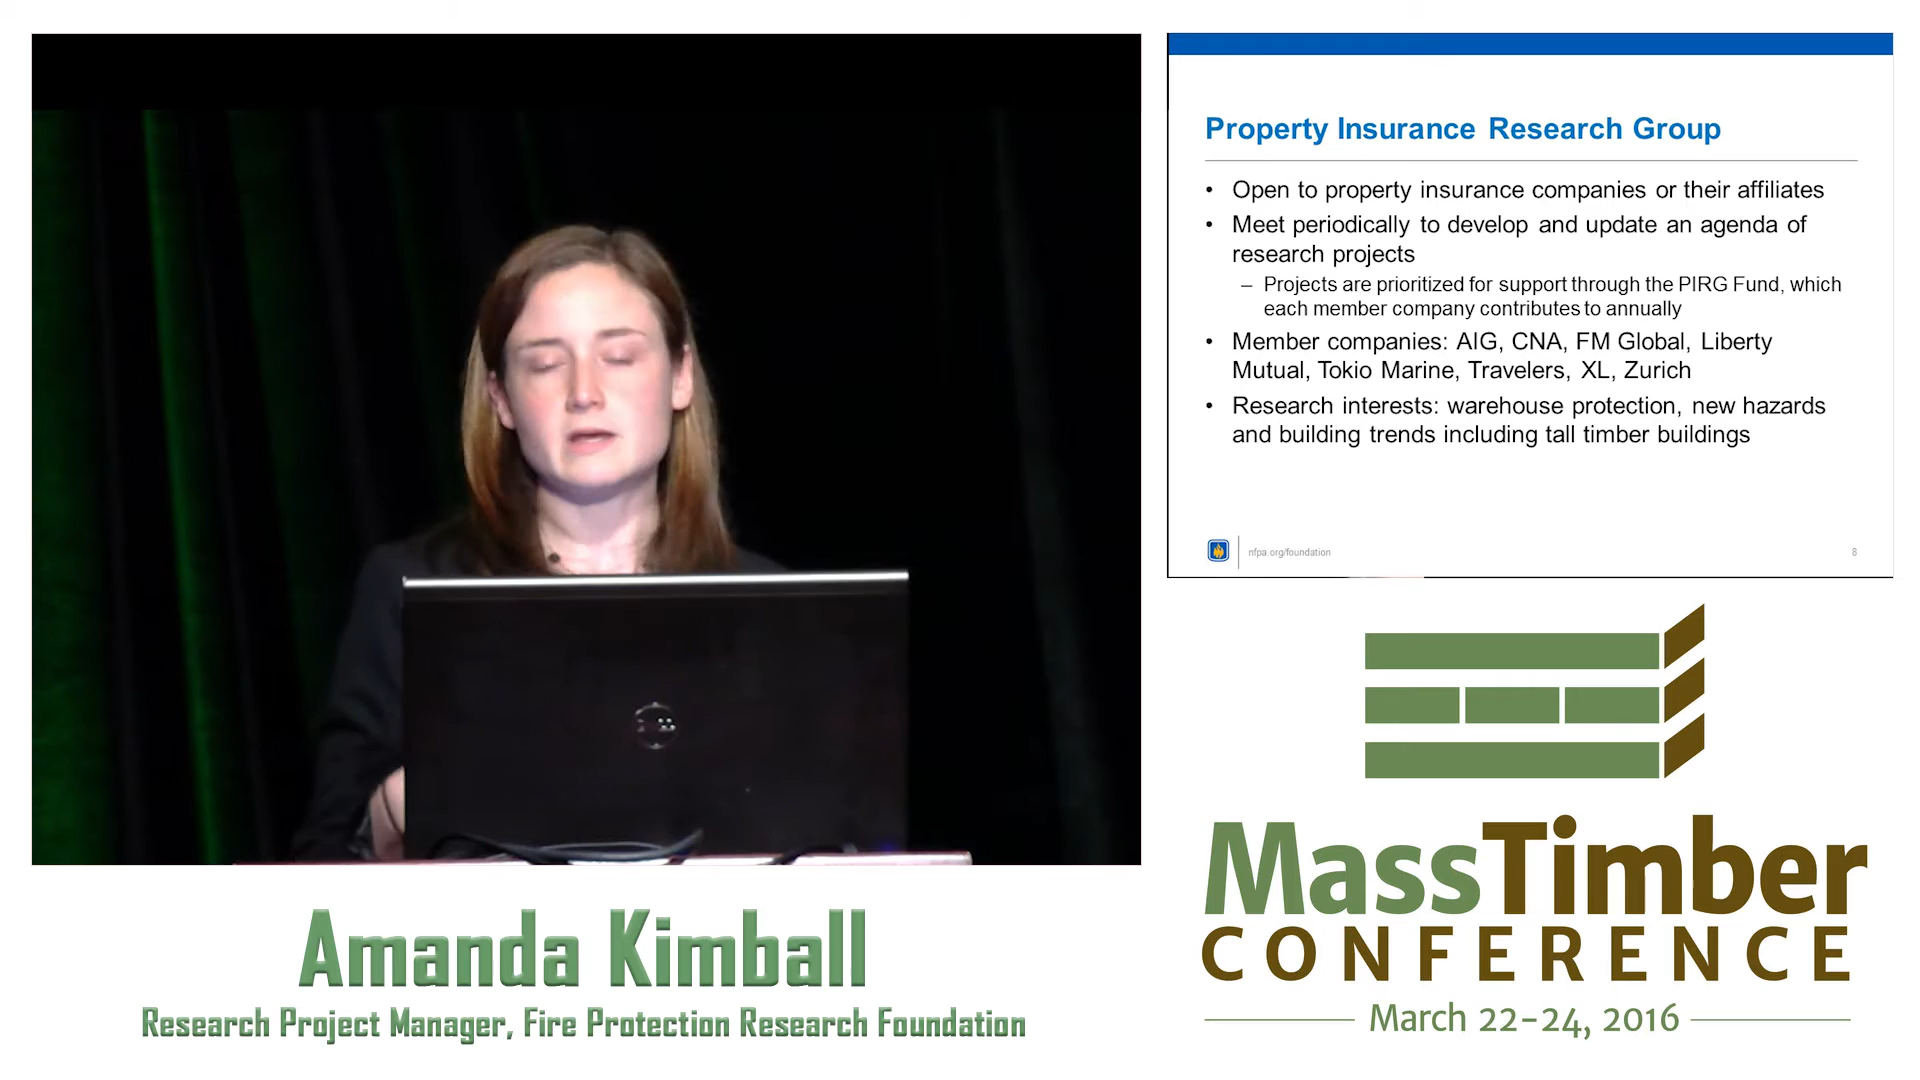 Property Insurance Research Group
• Open to property insurance companies or their affiliates
• Meet periodically to develop and update an agenda of
research projects
– Projects are prioritized for support through the PIRG Fund, which
each member company contributes to annually
• Member companies: AIG, CNA, FM Global, Liberty
Mutual, Tokio Marine, Travelers, XL, Zurich
• Research interests: warehouse protection, new hazards
and building trends including tall timber buildings
nfpa.org/foundation
8
MassTimber
CONFERENCE
March 22-24, 2016
Amanda Kimball
Research Project Manager, Fire Protection Research Foundation